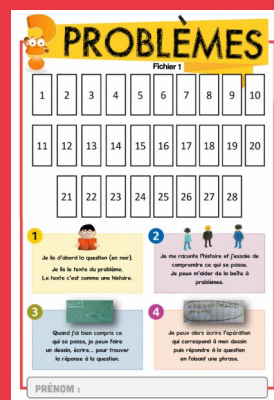 PROBLÈMES
Fichier 1
1 2 3 4 5 6 7 8 9 10
11 12 13 14 15 16 17 18 19 20
21 22 23 24 25 26 27 28
1
Je lis d'abord la question (en noir).
Je lis le texte du problème.
Le texte c'est comme une histoire.
2
Je me raconte l'histoire et j'essaie de
comprendre ce qui se passe.
Je peux m'aider de la boîte à
problèmes.
3
Quand j'ai bien compris ce
qui se passe, je peux faire
un dessin, écrire... pour trouver
la réponse à la question.
4
Je peux alors écrire l'opération
qui correspond à mon dessin
puis répondre à la question
en faisant une phrase.
PRÉNOM :